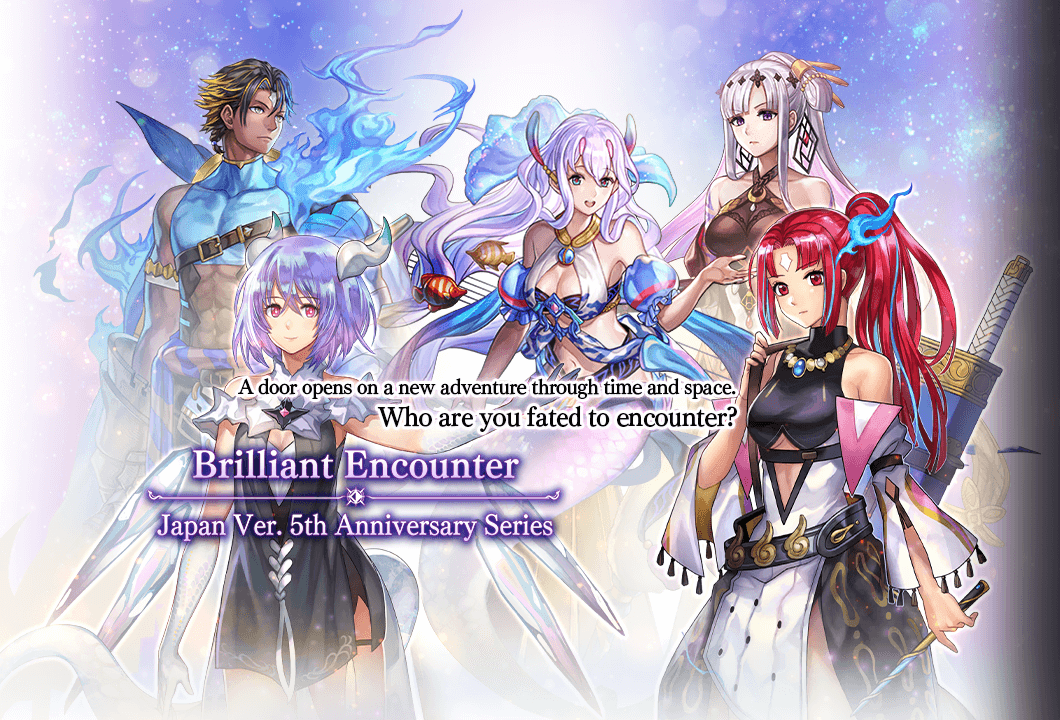 A door opens on a new adventure through time and space.
Who are you fated to encounter?
Brilliant Encounter
Japan Ver. 5th Anniversary Series